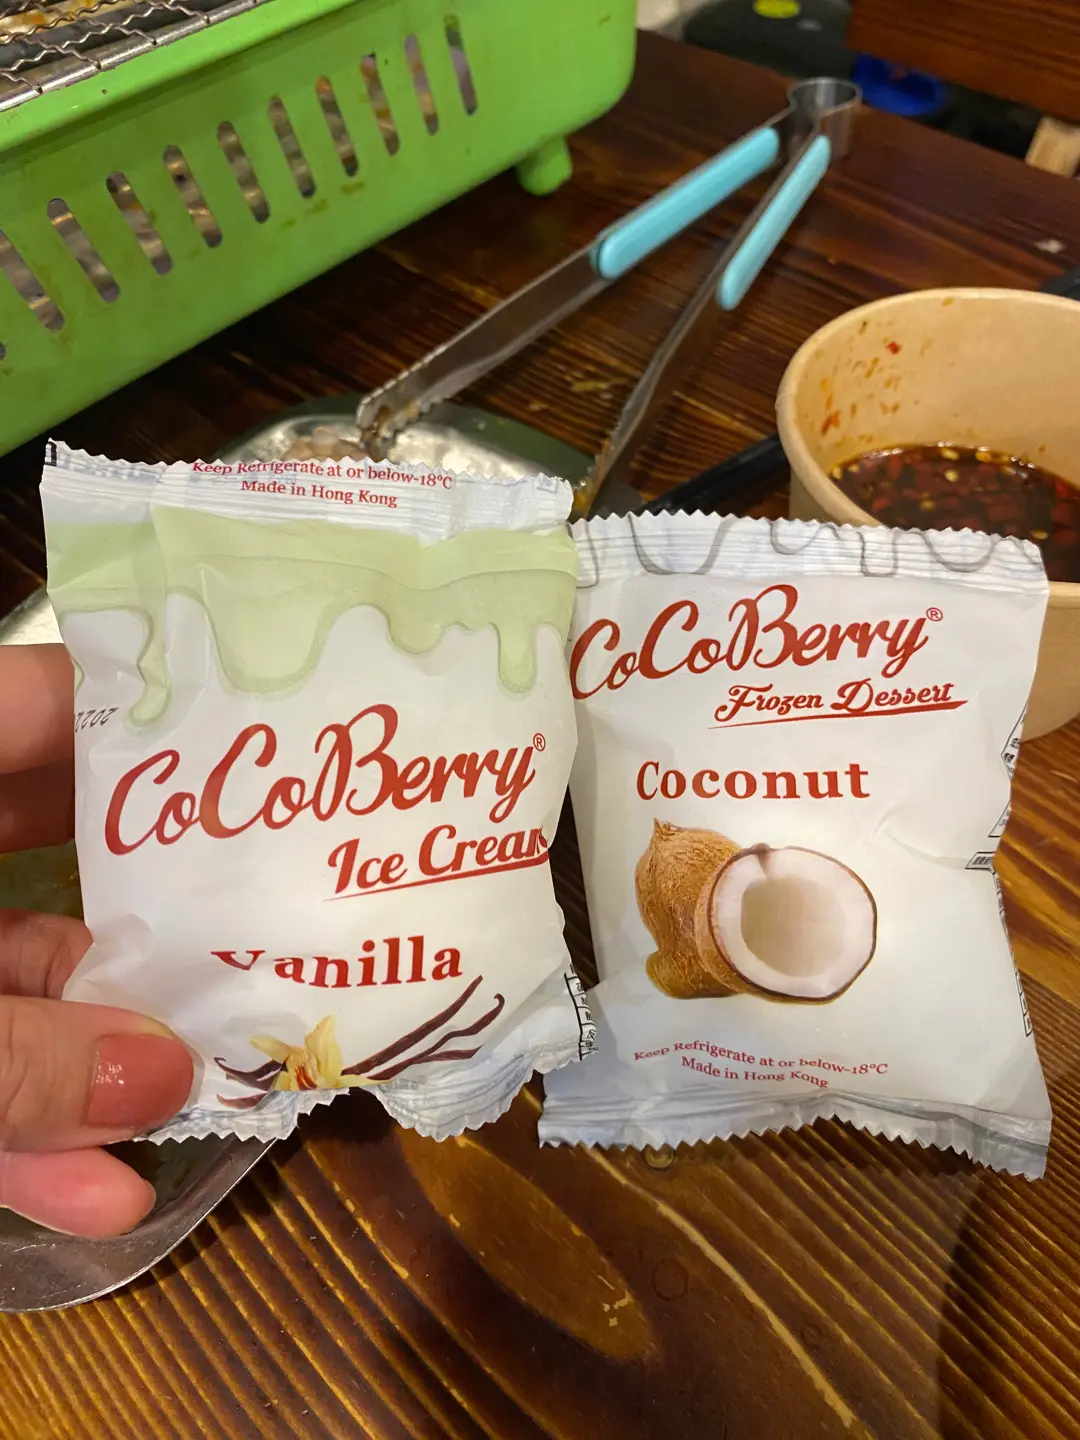 Keep Refrigerate at or below-18°C
Made in Hong Kong
CoCoBerry®
Ice Cream
Vanilla
CoCoBerry®
Frozen Dessert
Coconut
Keep Refrigerate at or below-18°C
Made in Hong Kong